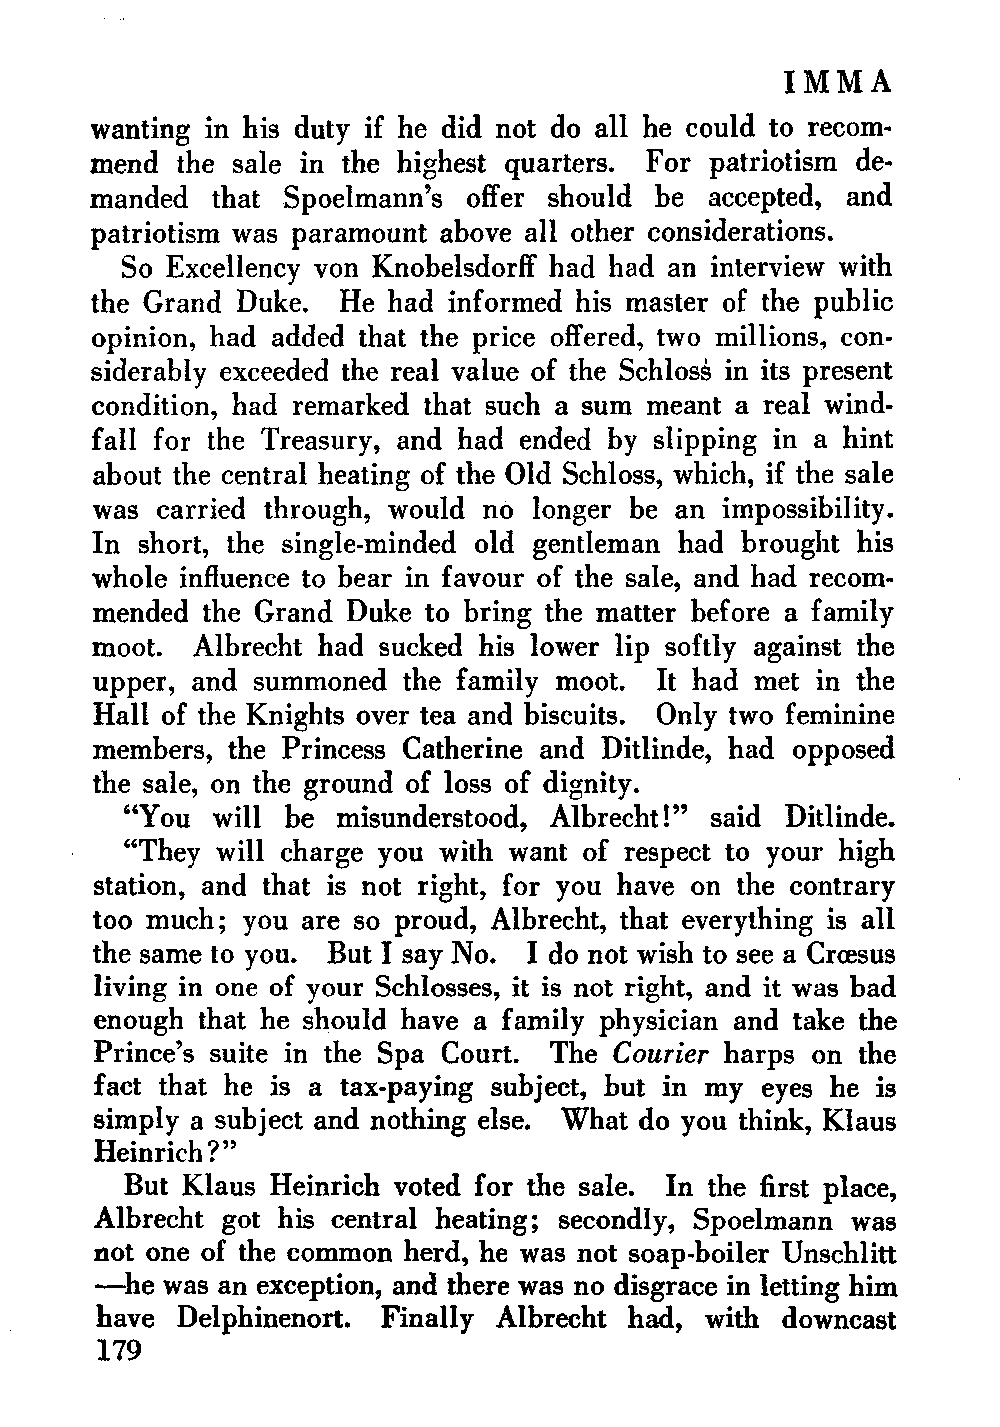 IMMA
wanting in his duty if he did not do all he could to recom-
mend the sale in the highest quarters. For patriotism de-
manded that Spoelmann's offer should be accepted, and
patriotism was paramount above all other considerations.
So Excellency von Knobelsdorff had had an interview with
the Grand Duke. He had informed his master of the public
opinion, had added that the price offered, two millions, con-
siderably exceeded the real value of the Schloss in its present
condition, had remarked that such a sum meant a real wind-
fall for the Treasury, and had ended by slipping in a hint
about the central heating of the Old Schloss, which, if the sale
was carried through, would no longer be an impossibility.
In short, the single-minded old gentleman had brought his
whole influence to bear in favour of the sale, and had recom-
mended the Grand Duke to bring the matter before a family
moot. Albrecht had sucked his lower lip softly against the
upper, and summoned the family moot. It had met in the
Hall of the Knights over tea and biscuits. Only two feminine
members, the Princess Catherine and Ditlinde, had opposed
the sale, on the ground of loss of dignity.
“You will be misunderstood, Albrecht!” said Ditlinde.
“They will charge you with want of respect to your high
station, and that is not right, for you have on the contrary
too much; you are so proud, Albrecht, that everything is all
the same to you. But I say No. I do not wish to see a Crœsus
living in one of your Schlosses, it is not right, and it was bad
enough that he should have a family physician and take the
Prince's suite in the Spa Court. The Courier harps on the
fact that he is a tax-paying subject, but in my eyes he is
simply a subject and nothing else. What do you think, Klaus
Heinrich?”
But Klaus Heinrich voted for the sale. In the first place,
Albrecht got his central heating; secondly, Spoelmann was
not one of the common herd, he was not soap-boiler Unschlitt
—he was an exception, and there was no disgrace in letting him
have Delphinenort. Finally Albrecht had, with downcast
179